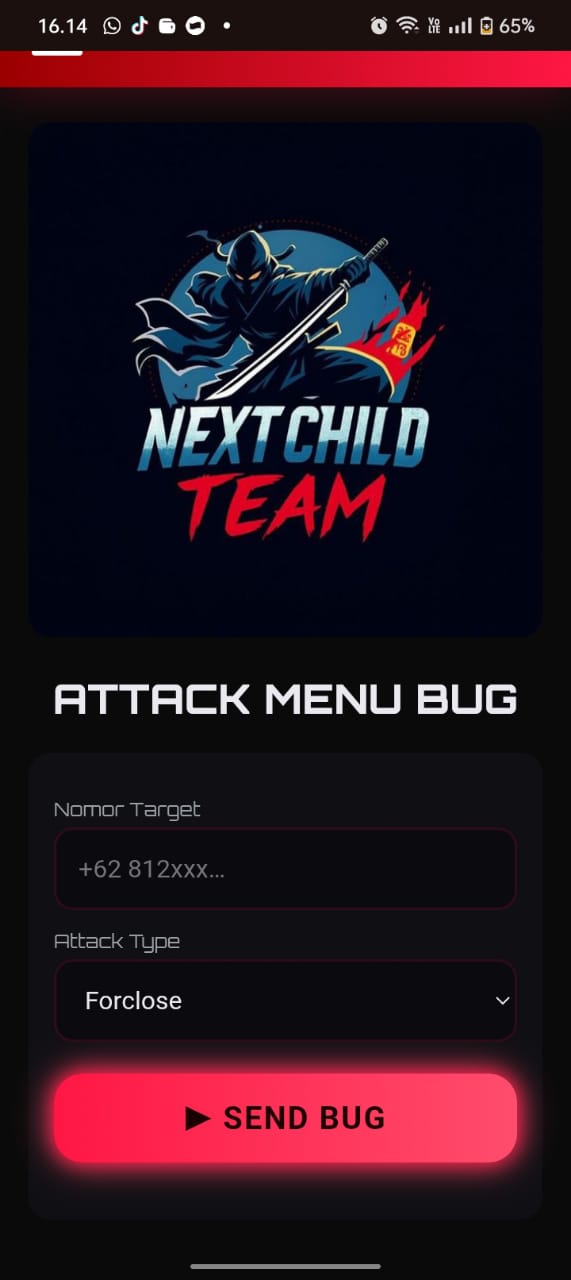 16.14
Vo
LTE
65%
NEXT CHILD
TEAM
ATTACK MENU BUG
Nomor Target
+62 812xxx...
Attack Type
Forclose
▶ SEND BUG